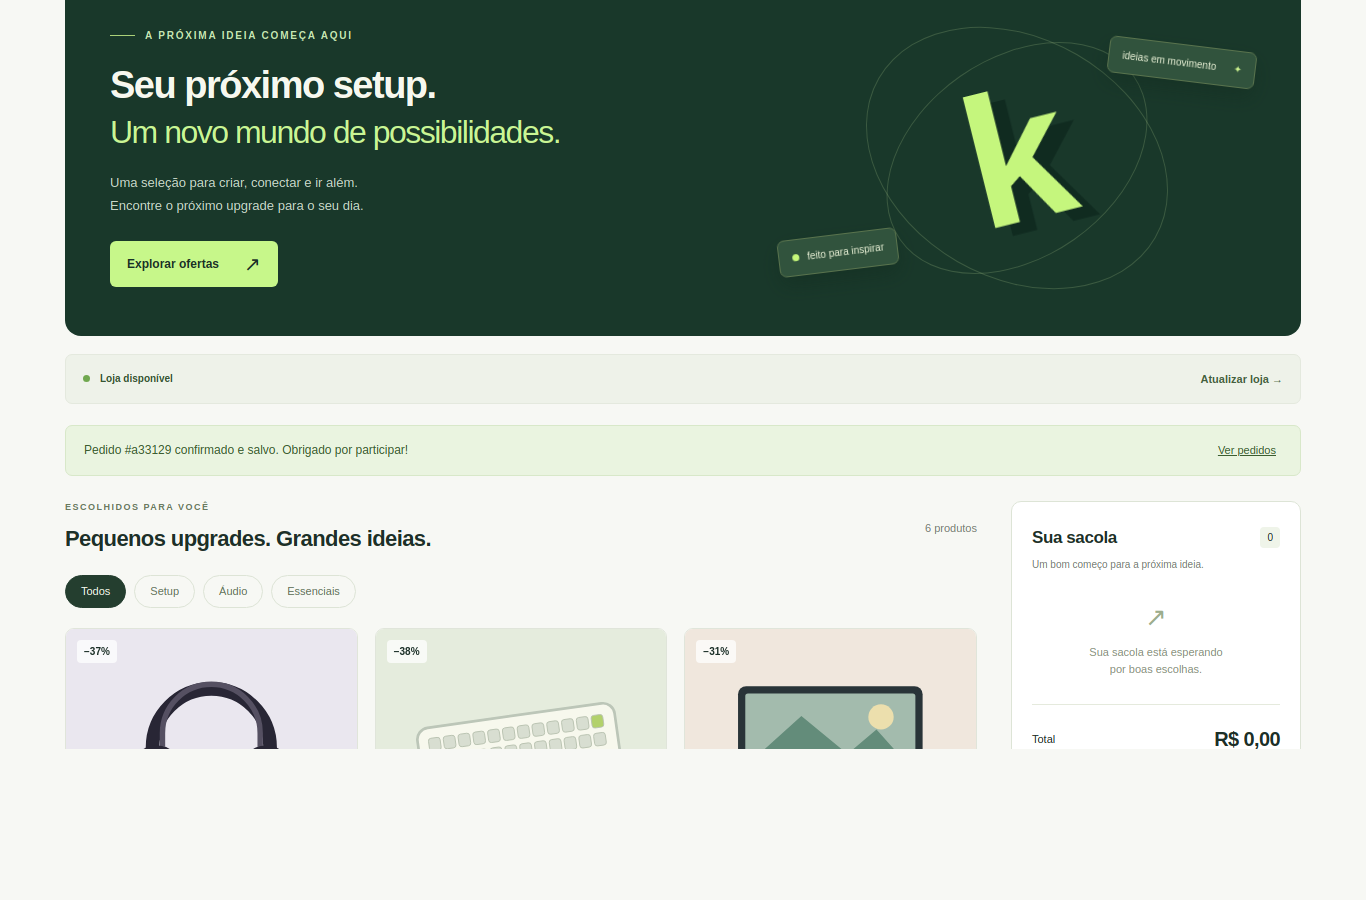 A PRÓXIMA IDEIA COMEÇA AQUI
Seu próximo setup.
Um novo mundo de possibilidades.
Uma seleção para criar, conectar e ir além.
Encontre o próximo upgrade para o seu dia.
Explorar ofertas ↗
ideias em movimento ✦
k
feito para inspirar
Loja disponível
Atualizar loja →
Pedido #a33129 confirmado e salvo. Obrigado por participar!
Ver pedidos
ESCOLHIDOS PARA VOCÊ
Pequenos upgrades. Grandes ideias.
6 produtos
Todos
Setup
Áudio
Essenciais
−37%
−38%
−31%
Sua sacola
0
Um bom começo para a próxima ideia.
↗
Sua sacola está esperando
por boas escolhas.
Total
R$ 0,00